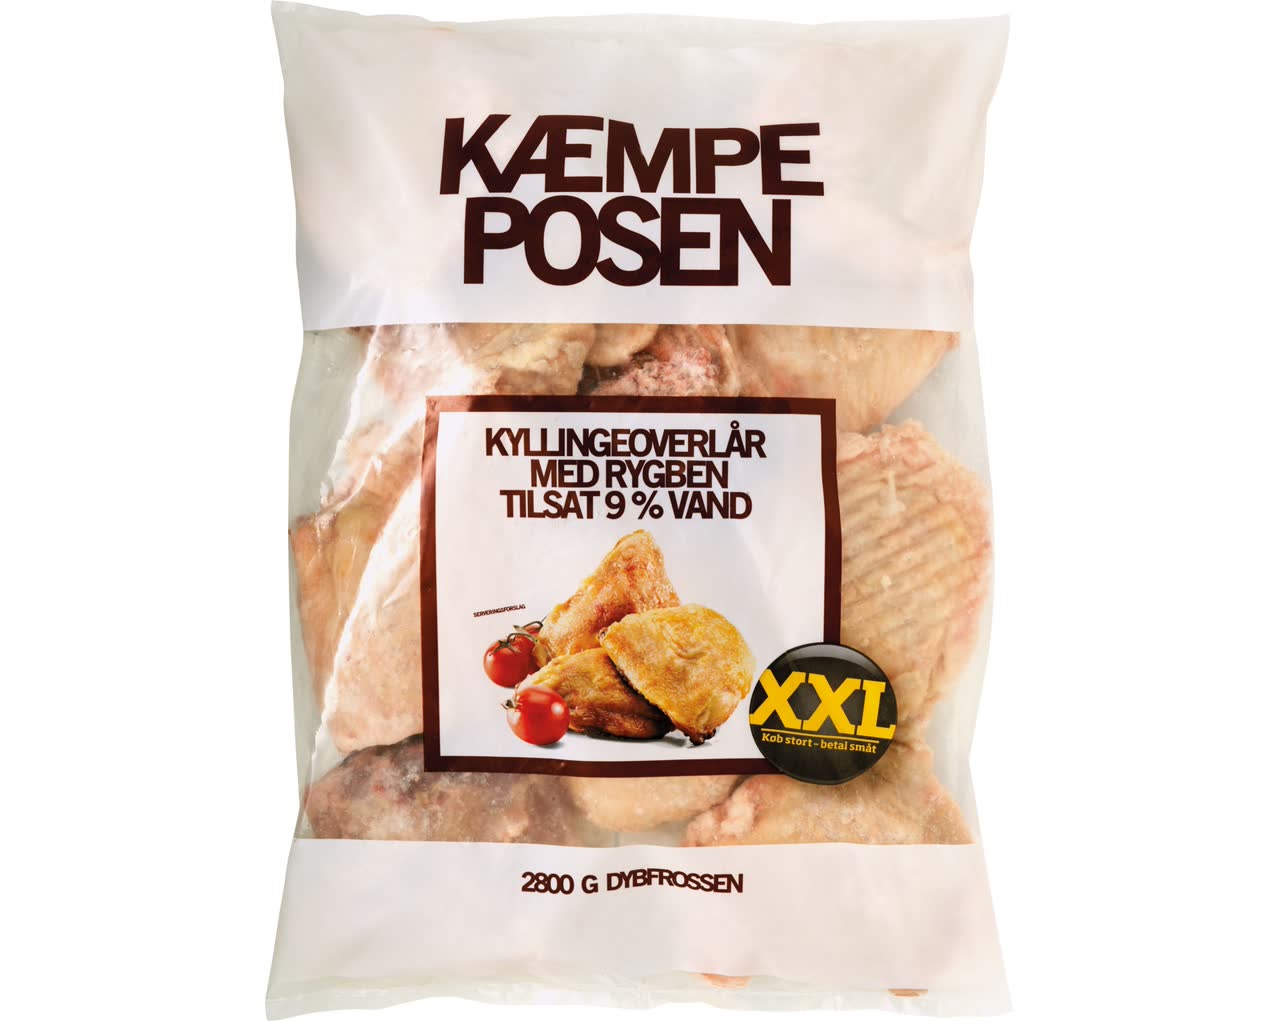 KÆMPE
POSEN
KYLLINGEOVERLÅR
MED RYGBEN
TILSAT 9 % VAND
SERVERINGSFORSLAG
XXL
Køb stort - betal småt
2800 G DYBFROSSEN